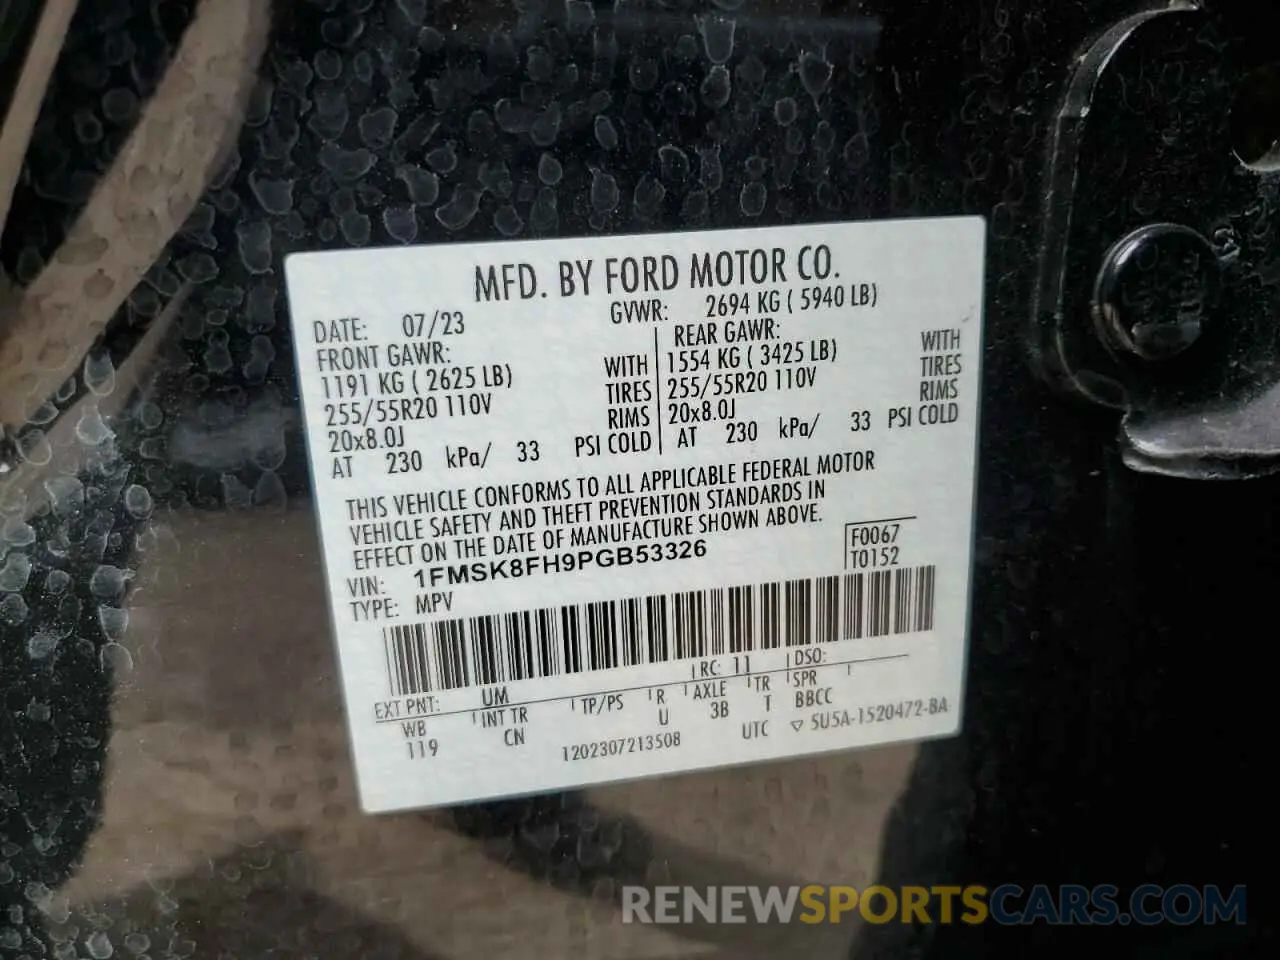 MFD. BY FORD MOTOR CO.
DATE: 07/23
GVWR: 2694 KG ( 5940 LB)
FRONT GAWR:
1191 KG ( 2625 LB) WITH
255/55R20 110V TIRES
20x8.0J RIMS
AT 230 kPa/ 33 PSI COLD
REAR GAWR:
1554 KG ( 3425 LB) WITH
255/55R20 110V TIRES
20x8.0J RIMS
AT 230 kPa/ 33 PSI COLD
THIS VEHICLE CONFORMS TO ALL APPLICABLE FEDERAL MOTOR
VEHICLE SAFETY AND THEFT PREVENTION STANDARDS IN
EFFECT ON THE DATE OF MANUFACTURE SHOWN ABOVE.
VIN: 1FMSK8FH9PGB53326
TYPE: MPV
F0067
T0152
EXT PNT: UM RC: 11 DSO:
WB INT TR TP/PS R AXLE TR SPR
119 CN U 3B T BBCC
1202307213508 UTC ▽ 5U5A-1520472-BA
RENEWSPORTSCARS.COM